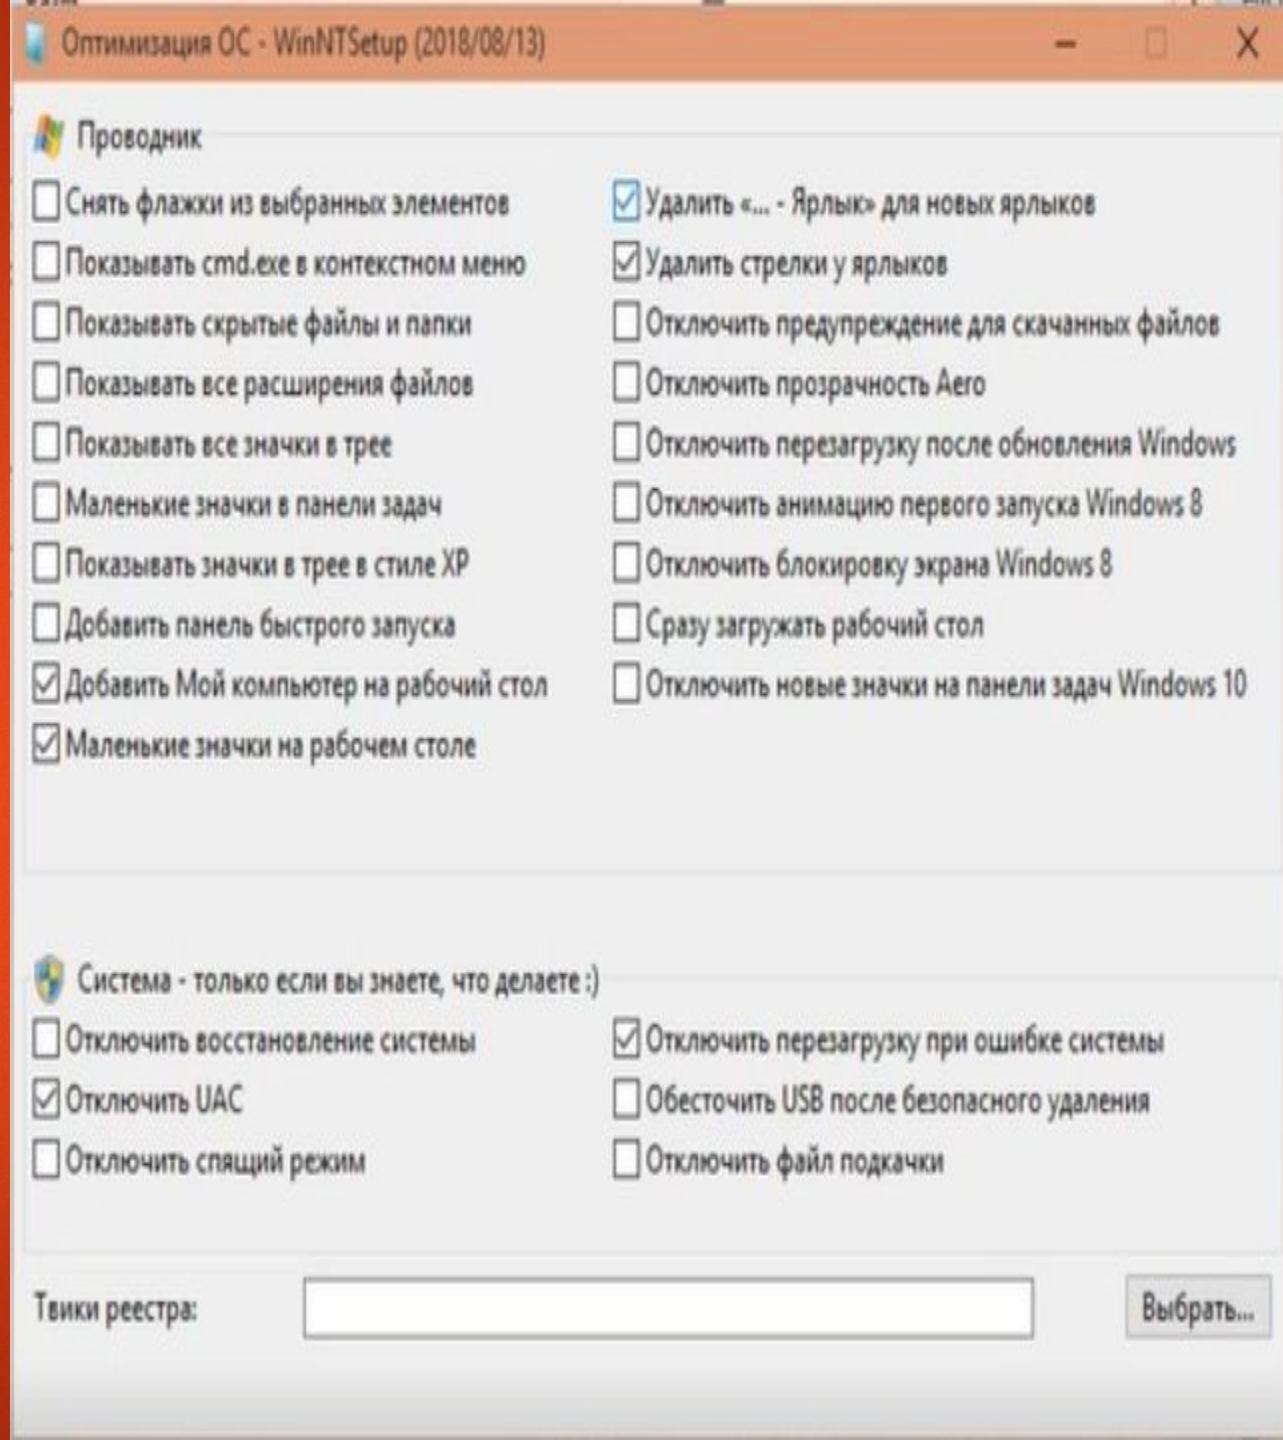 Оптимизация ОС - WinNTSetup (2018/08/13)
Проводник
Снять флажки из выбранных элементов
Показывать cmd.exe в контекстном меню
Показывать скрытые файлы и папки
Показывать все расширения файлов
Показывать все значки в трее
Маленькие значки в панели задач
Показывать значки в трее в стиле XP
Добавить панель быстрого запуска
Добавить Мой компьютер на рабочий стол
Маленькие значки на рабочем столе
Удалить «... - Ярлык» для новых ярлыков
Удалить стрелки у ярлыков
Отключить предупреждение для скачанных файлов
Отключить прозрачность Aero
Отключить перезагрузку после обновления Windows
Отключить анимацию первого запуска Windows 8
Отключить блокировку экрана Windows 8
Сразу загружать рабочий стол
Отключить новые значки на панели задач Windows 10
Система - только если вы знаете, что делаете :)
Отключить восстановление системы
Отключить UAC
Отключить спящий режим
Отключить перезагрузку при ошибке системы
Обесточить USB после безопасного удаления
Отключить файл подкачки
Твики реестра:
Выбрать...